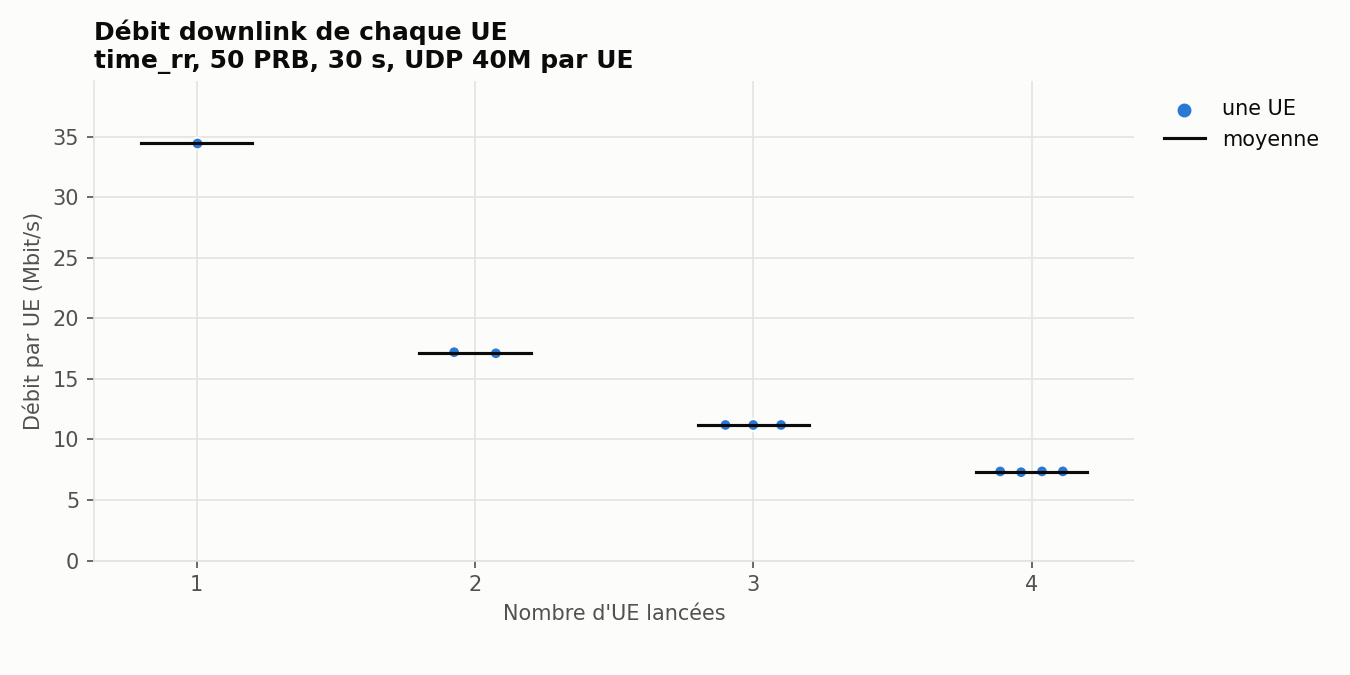 Débit downlink de chaque UE
time_rr, 50 PRB, 30 s, UDP 40M par UE
une UE
moyenne
Débit par UE (Mbit/s)
35
30
25
20
15
10
5
0
1 2 3 4
Nombre d'UE lancées